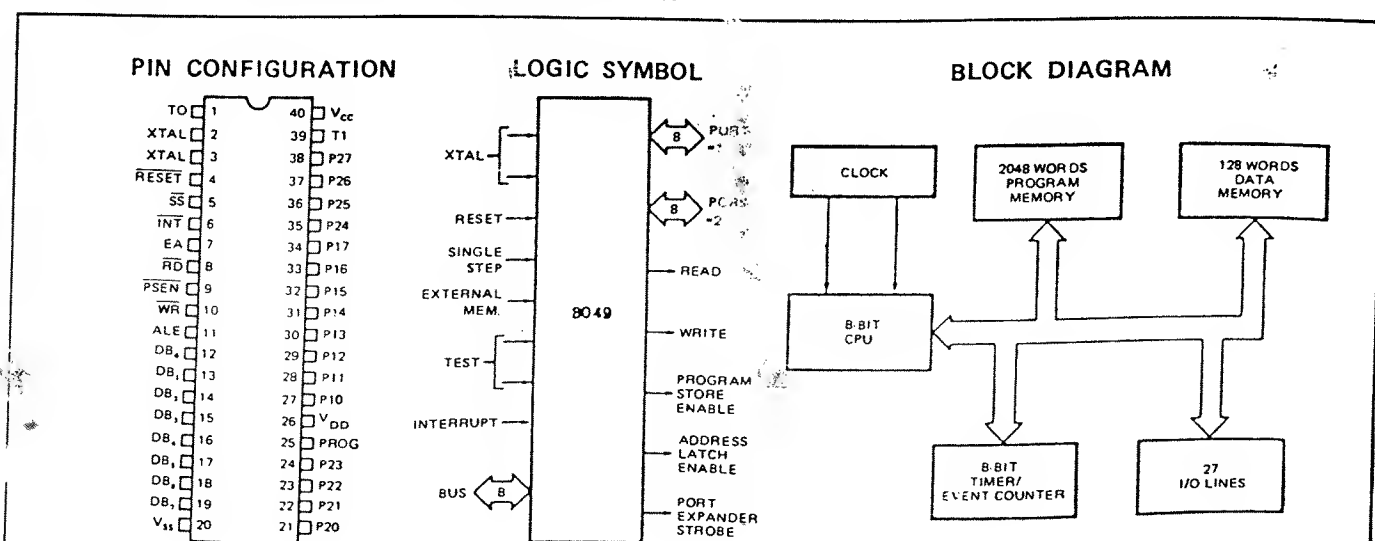 PIN CONFIGURATION
TO 1
XTAL 2
XTAL 3
RESET 4
SS 5
INT 6
EA 7
RD 8
PSEN 9
WR 10
ALE 11
DB 12
DB₁ 13
DB 14
DB 15
DB 16
DB 17
DB 18
DB 19
Vss 20
40 Vcc
39 T1
38 P27
37 P26
36 P25
35 P24
34 P17
33 P16
32 P15
31 P14
30 P13
29 P12
28 P11
27 P10
26 VDD
25 PROG
24 P23
23 P22
22 P21
21 P20
LOGIC SYMBOL
XTAL
RESET
SINGLE
STEP
EXTERNAL
MEM.
TEST
INTERRUPT
BUS 8
8049
8
8
READ
WRITE
PROGRAM
STORE
ENABLE
ADDRESS
LATCH
ENABLE
PORT
EXPANDER
STROBE
BLOCK DIAGRAM
CLOCK
2048 WORDS
PROGRAM
MEMORY
128 WORDS
DATA
MEMORY
8-BIT
CPU
8-BIT
TIMER/
EVENT COUNTER
27
I/O LINES